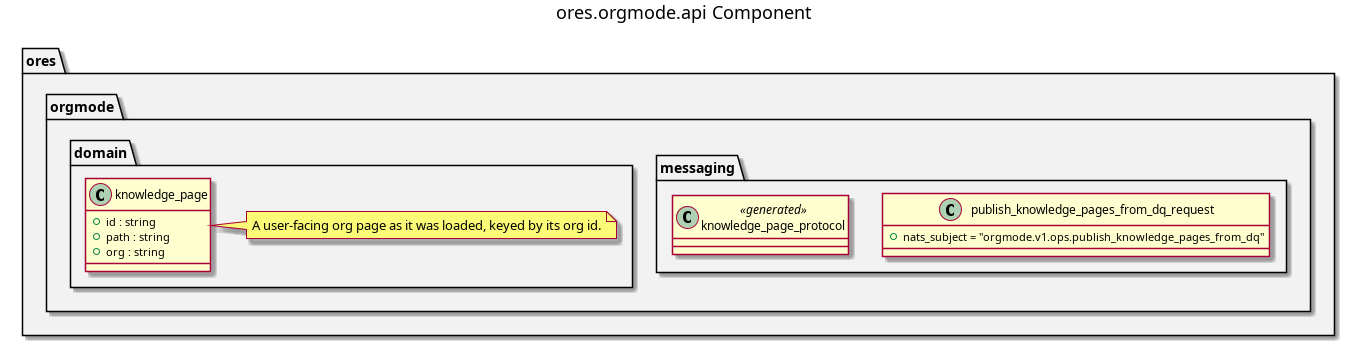 ores.orgmode.api Component
ores
orgmode
domain
C knowledge_page
id : string
path : string
org : string
A user-facing org page as it was loaded, keyed by its org id.
messaging
C «generated»
knowledge_page_protocol
C publish_knowledge_pages_from_dq_request
nats_subject = "orgmode.v1.ops.publish_knowledge_pages_from_dq"